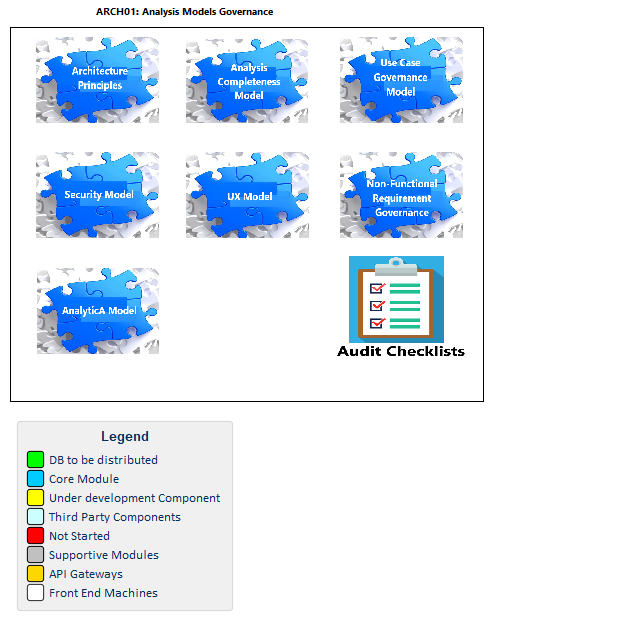 ARCH01: Analysis Models Governance
Architecture
Principles
Analysis
Completeness
Model
Use Case
Governance
Model
Security Model
UX Model
Non-Functional
Requirement
Governance
AnalyticA Model
Audit Checklists
Legend
DB to be distributed
Core Module
Under development Component
Third Party Components
Not Started
Supportive Modules
API Gateways
Front End Machines